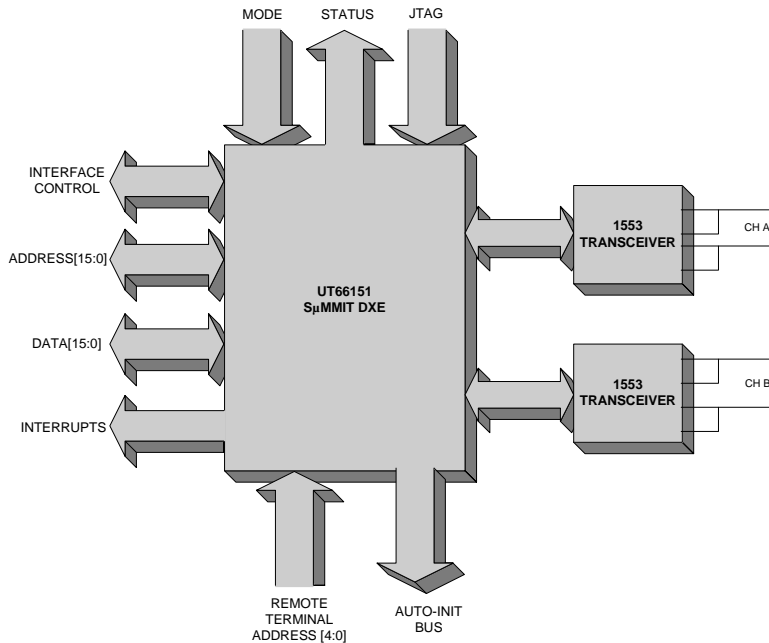 MODE
STATUS
JTAG
INTERFACE
CONTROL
ADDRESS[15:0]
DATA[15:0]
INTERRUPTS
UT66151
SµMMIT DXE
1553
TRANSCEIVER
CH A
1553
TRANSCEIVER
CH B
REMOTE
TERMINAL
ADDRESS [4:0]
AUTO-INIT
BUS